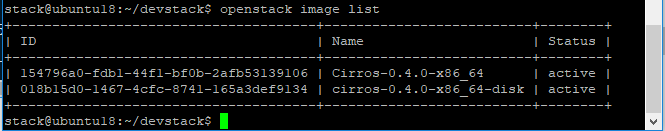 stack@ubuntu18:~/devstack$ openstack image list
+--------------------------------------+--------------------------+--------+
| ID                                   | Name                     | Status |
+--------------------------------------+--------------------------+--------+
| 154796a0-fdb1-44f1-bf0b-2afb53139106 | Cirros-0.4.0-x86_64      | active |
| 018b15d0-1467-4cfc-8741-165a3def9134 | cirros-0.4.0-x86_64-disk | active |
+--------------------------------------+--------------------------+--------+
stack@ubuntu18:~/devstack$